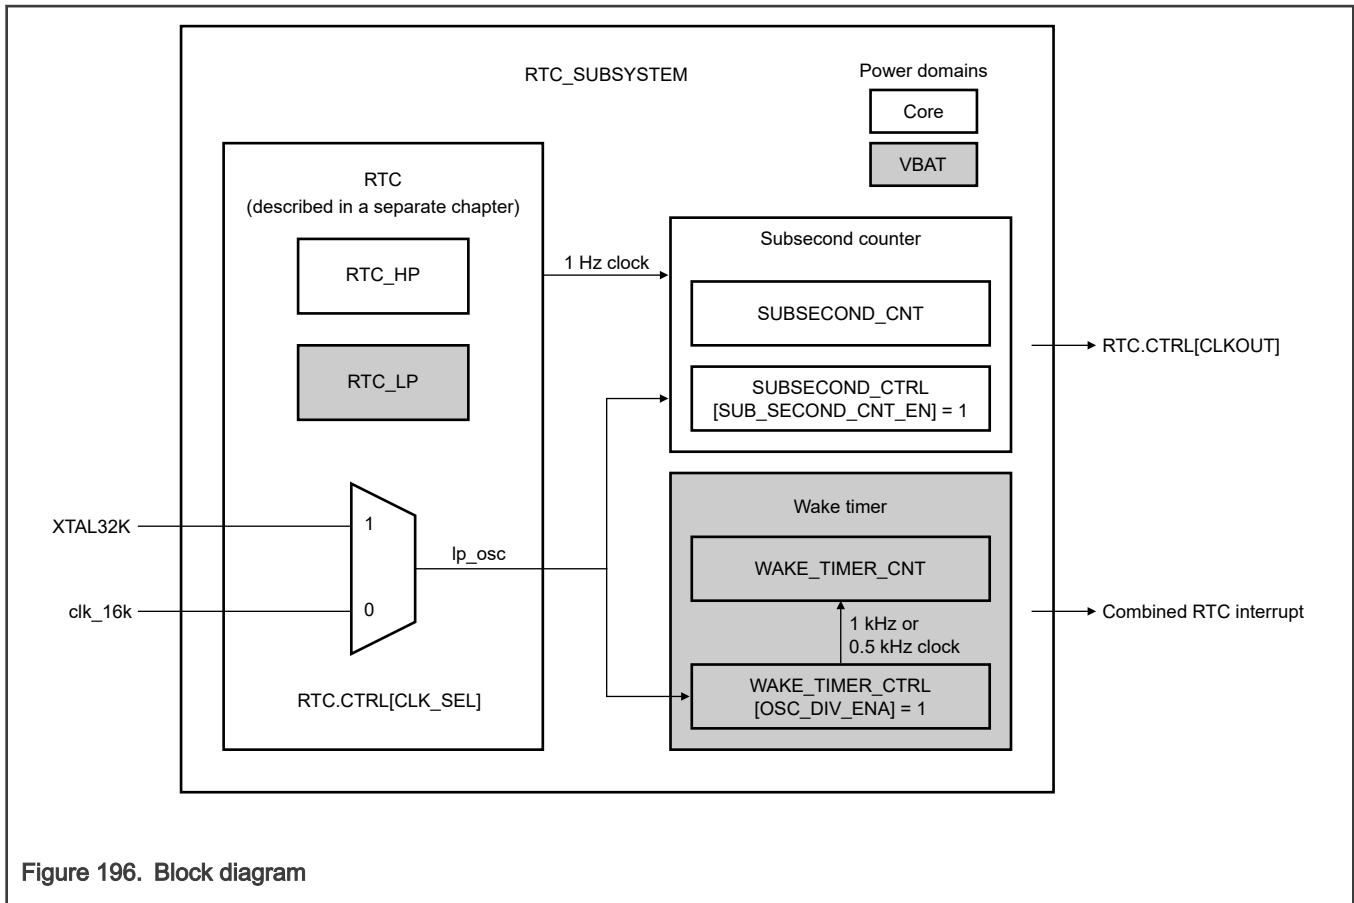 RTC_SUBSYSTEM
Power domains
Core
VBAT
RTC
(described in a separate chapter)
RTC_HP
RTC_LP
1 Hz clock
Subsecond counter
SUBSECOND_CNT
SUBSECOND_CTRL
[SUB_SECOND_CNT_EN] = 1
RTC.CTRL[CLKOUT]
XTAL32K
1
lp_osc
clk_16k
0
RTC.CTRL[CLK_SEL]
Wake timer
WAKE_TIMER_CNT
1 kHz or
0.5 kHz clock
WAKE_TIMER_CTRL
[OSC_DIV_ENA] = 1
Combined RTC interrupt
Figure 196. Block diagram